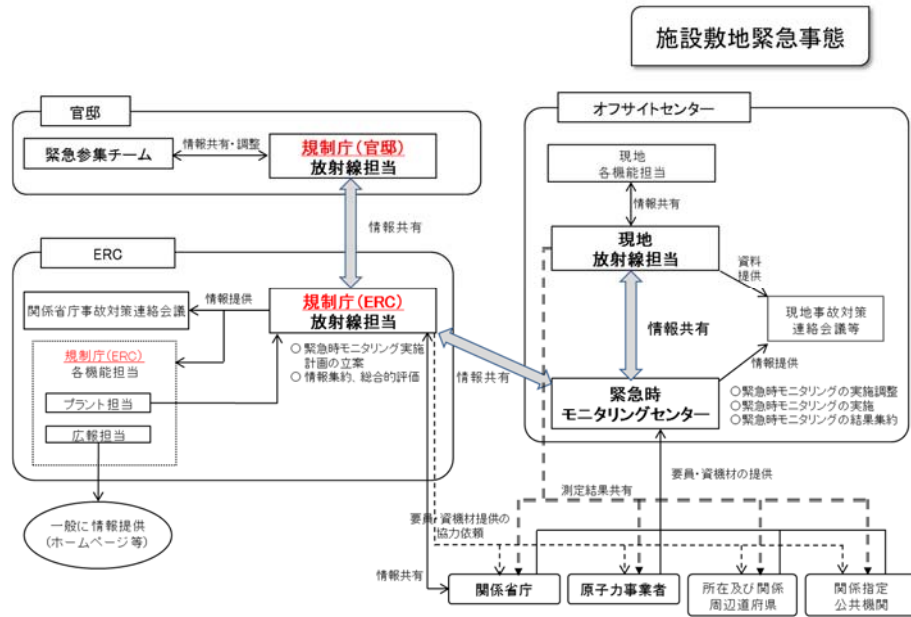 施設敷地緊急事態
官邸
緊急参集チーム
情報共有・調整
規制庁(官邸)
放射線担当
情報共有
ERC
関係省庁事故対策連絡会議
情報提供
規制庁(ERC)
放射線担当
○ 緊急時モニタリング実施
計画の立案
○ 情報集約、総合的評価
規制庁(ERC)
各機能担当
プラント担当
広報担当
一般に情報提供
(ホームページ等)
情報共有
オフサイトセンター
現地
各機能担当
情報共有
現地
放射線担当
資料
提供
現地事故対策
連絡会議等
情報共有
情報提供
緊急時
モニタリングセンター
○緊急時モニタリングの実施調整
○緊急時モニタリングの実施
○緊急時モニタリングの結果集約
要員・資機材の提供
測定結果共有
要員・資機材提供の
協力依頼
情報共有
関係省庁
原子力事業者
所在及び関係
周辺道府県
関係指定
公共機関